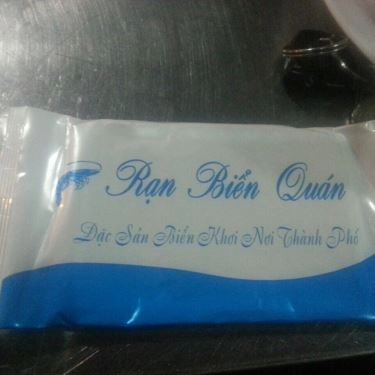 Rạn Biển Quán
Đặc Sản Biển Khơi Nơi Thành Phố